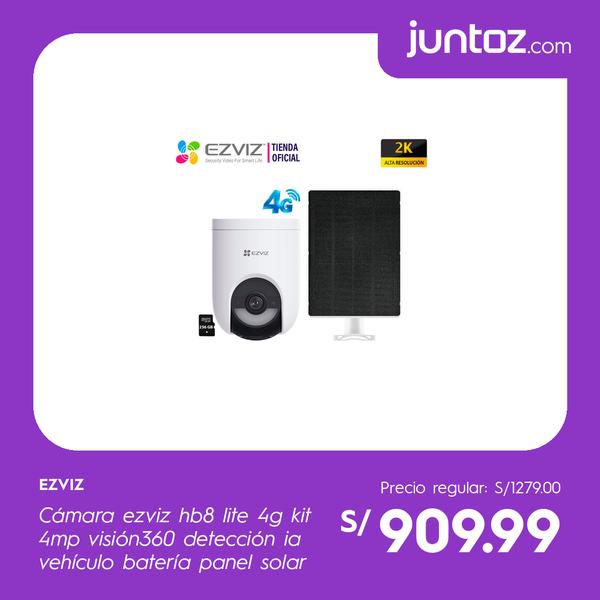 juntoz.com
EZVIZ TIENDA OFICIAL
Security Video For Smart Life
2K
ALTA RESOLUCIÓN
4G
EZVIZ
256 GB
EZVIZ
Cámara ezviz hb8 lite 4g kit
4mp visión360 detección ia
vehículo batería panel solar
Precio regular: S/1279.00
S/ 909.99